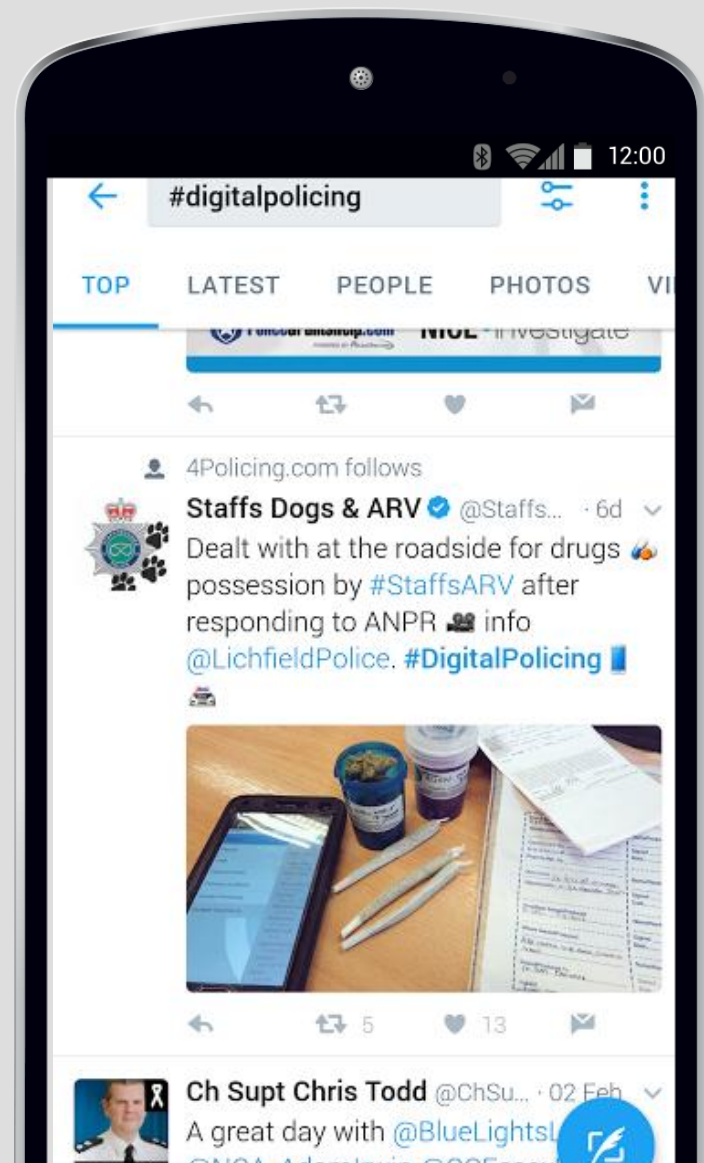 12:00
#digitalpolicing
TOP LATEST PEOPLE PHOTOS VI
4Policing.com follows
Staffs Dogs & ARV @Staffs... · 6d
Dealt with at the roadside for drugs
possession by #StaffsARV after
responding to ANPR info
@LichfieldPolice. #DigitalPolicing
5 13
Ch Supt Chris Todd @ChSu... · 02 Feb
A great day with @BlueLightsL